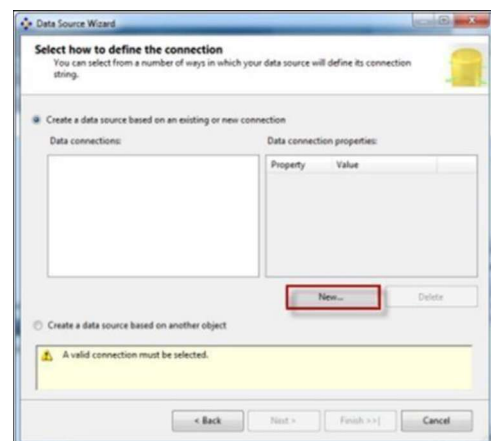 Data Source Wizard
Select how to define the connection
You can select from a number of ways in which your data source will define its connection
string.
Create a data source based on an existing or new connection
Data connections:
Data connection properties:
Property Value
New...
Delete
Create a data source based on another object
A valid connection must be selected.
< Back
Next >
Finish >>|
Cancel